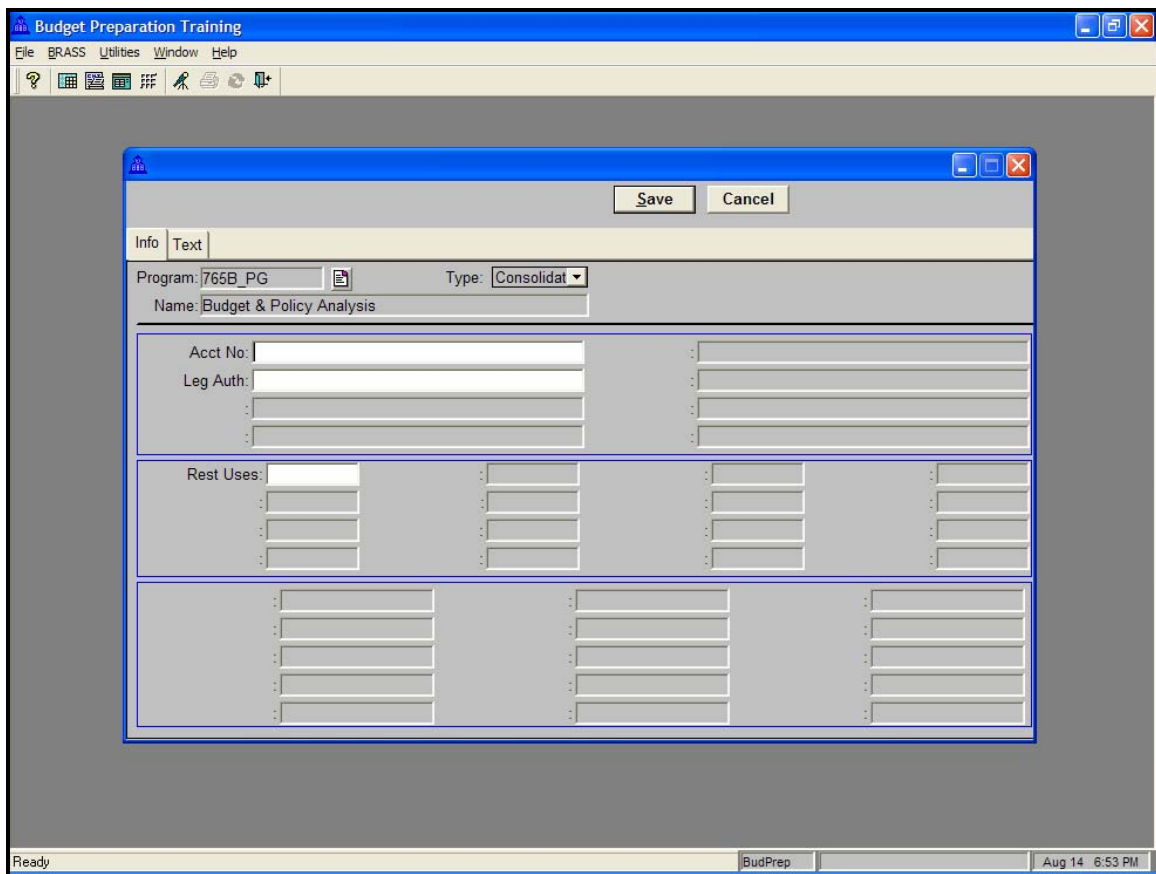 Budget Preparation Training
File BRASS Utilities Window Help
Save Cancel
Info Text
Program: 765B_PG Type: Consolidat
Name: Budget & Policy Analysis
Acct No: :
Leg Auth: :
: :
: :
Rest Uses: : : :
: : : :
: : : :
: : : :
: : :
: : :
: : :
: : :
: : :
Ready BudPrep Aug 14 6:53 PM